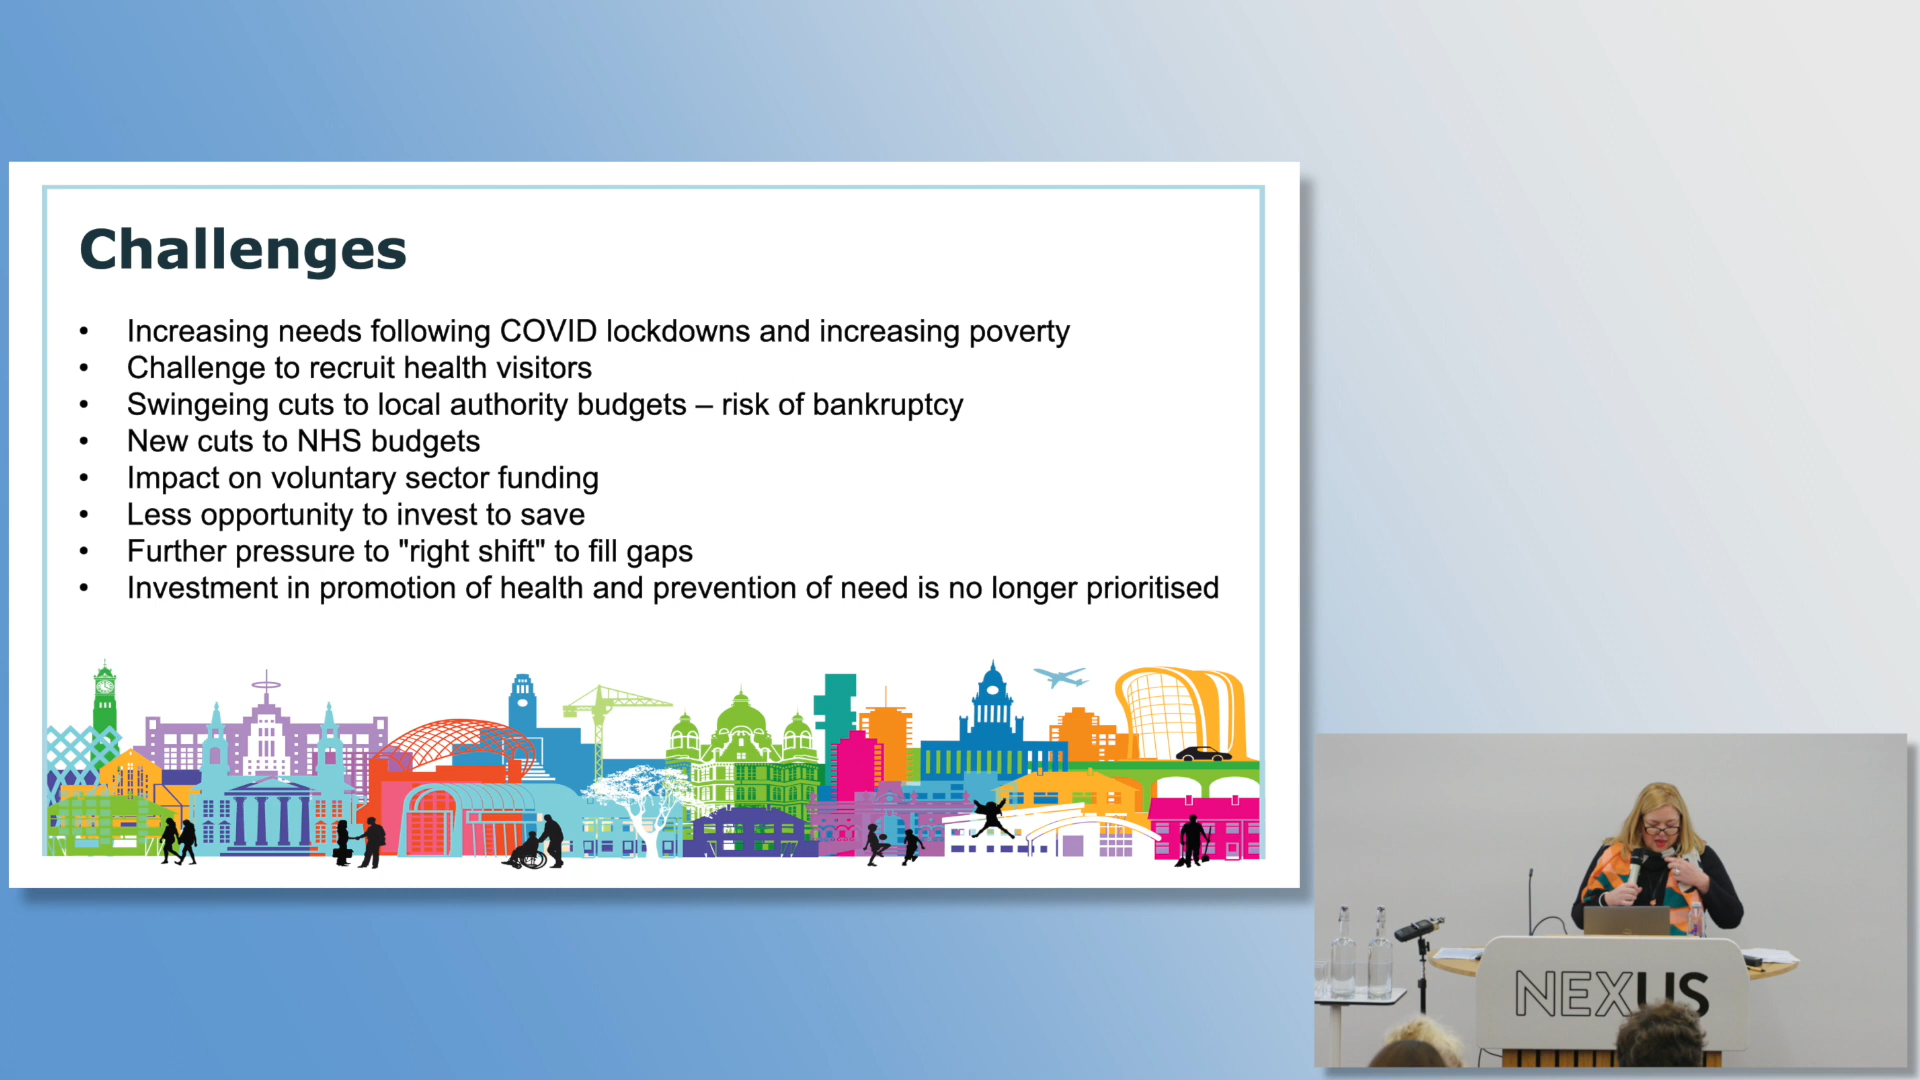 Challenges
• Increasing needs following COVID lockdowns and increasing poverty
• Challenge to recruit health visitors
• Swingeing cuts to local authority budgets – risk of bankruptcy
• New cuts to NHS budgets
• Impact on voluntary sector funding
• Less opportunity to invest to save
• Further pressure to "right shift" to fill gaps
• Investment in promotion of health and prevention of need is no longer prioritised
NEXUS